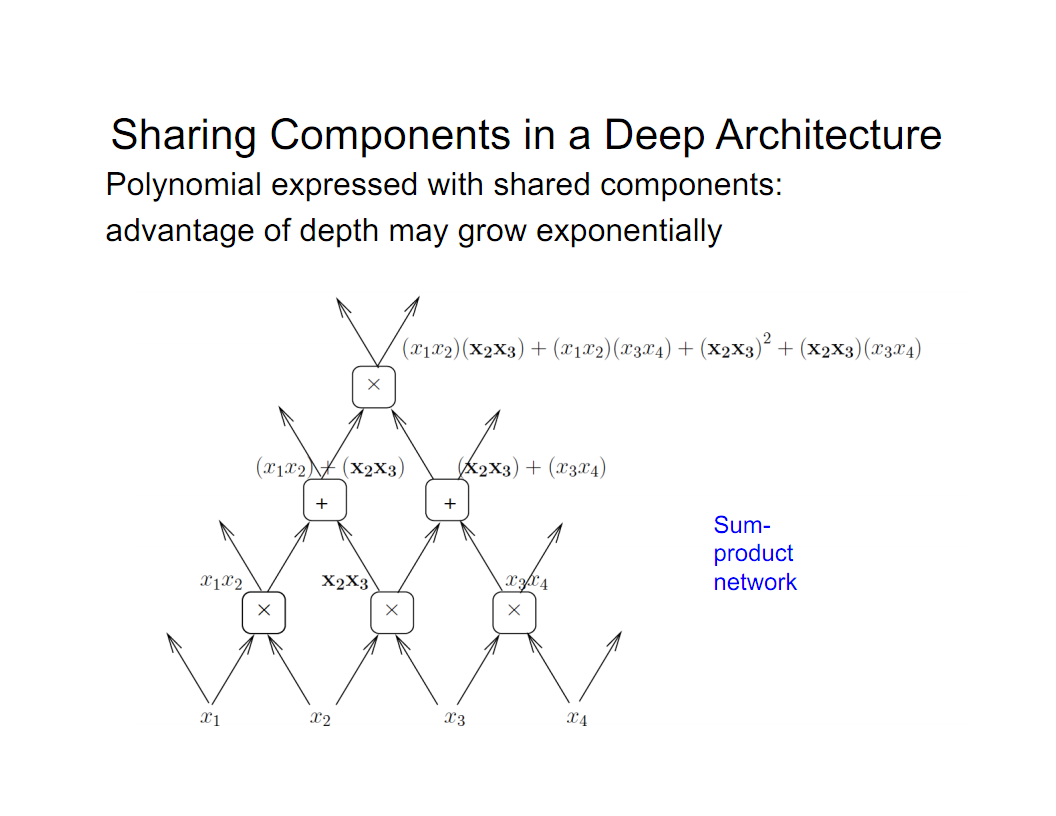 Sharing Components in a Deep Architecture
Polynomial expressed with shared components:
advantage of depth may grow exponentially
(x₁x₂)(𝐱₂𝐱₃) + (x₁x₂)(x₃x₄) + (𝐱₂𝐱₃)² + (𝐱₂𝐱₃)(x₃x₄)
×
(x₁x₂) + (𝐱₂𝐱₃) (𝐱₂𝐱₃) + (x₃x₄)
+ +
Sum-
product
network
x₁x₂ 𝐱₂𝐱₃ x₃x₄
× × ×
x₁ x₂ x₃ x₄